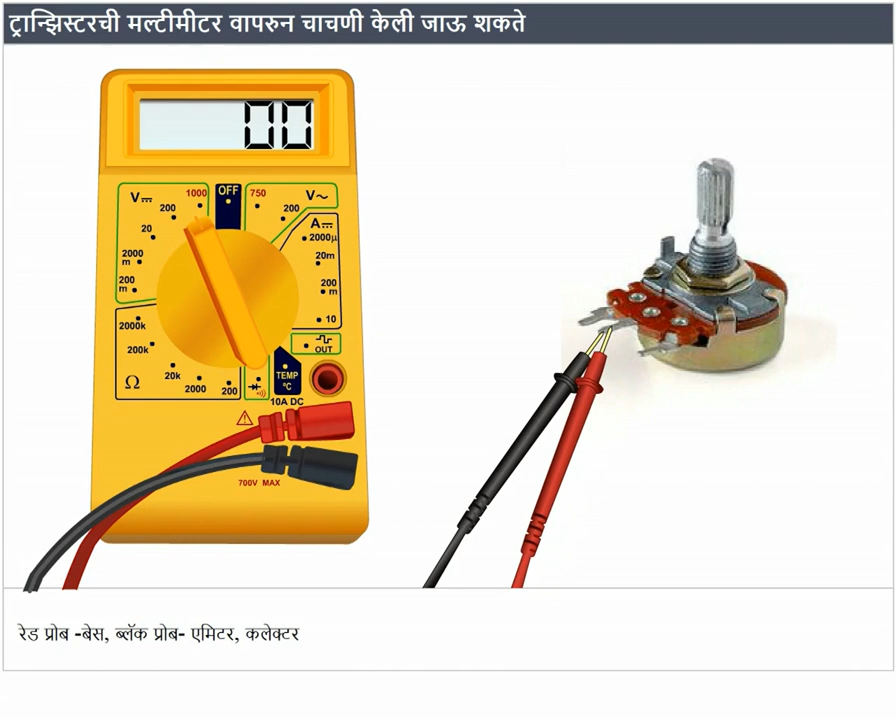 ट्रान्झिस्टरची मल्टीमीटर वापरुन चाचणी केली जाऊ शकते
00
V⎓ 1000 OFF 750 V~
200 200
20 A⎓
2000µ
2000 m 20m
200 m 200 m
10
2000k
200k OUT
20k TEMP ºC
Ω 2000 200
10A DC
700V MAX
रेड प्रोब -बेस, ब्लॅक प्रोब- एमिटर, कलेक्टर